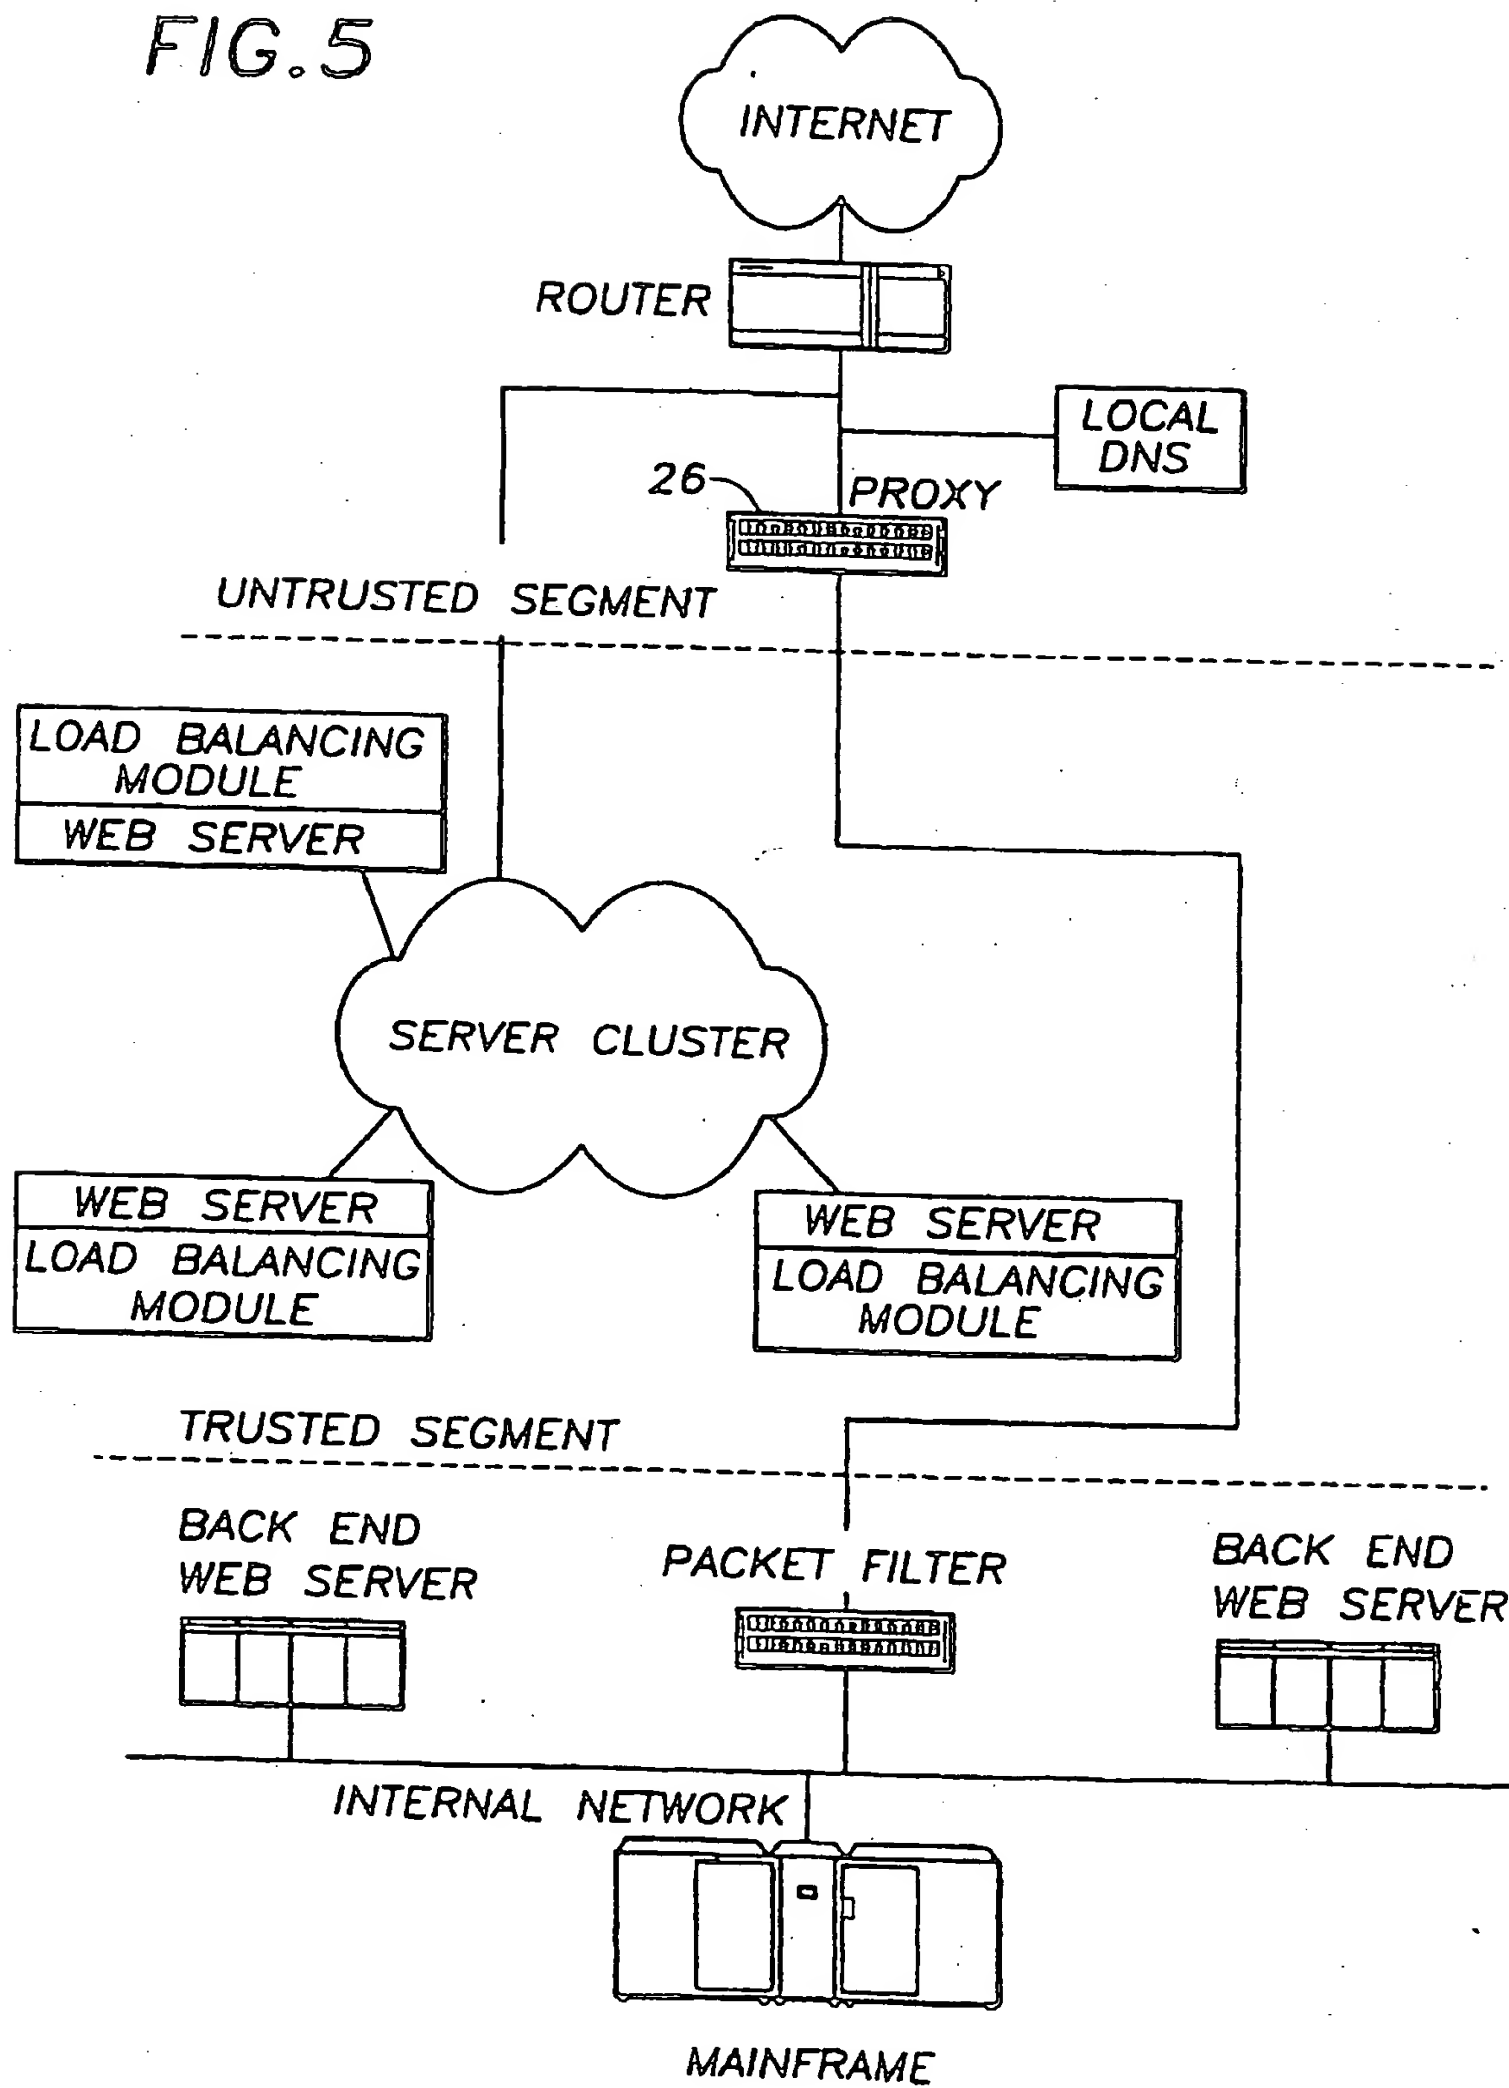 FIG. 5
INTERNET
ROUTER
LOCAL
DNS
26
PROXY
UNTRUSTED SEGMENT
LOAD BALANCING
MODULE
WEB SERVER
SERVER CLUSTER
WEB SERVER
LOAD BALANCING
MODULE
WEB SERVER
LOAD BALANCING
MODULE
TRUSTED SEGMENT
BACK END
WEB SERVER
PACKET FILTER
BACK END
WEB SERVER
INTERNAL NETWORK
MAINFRAME